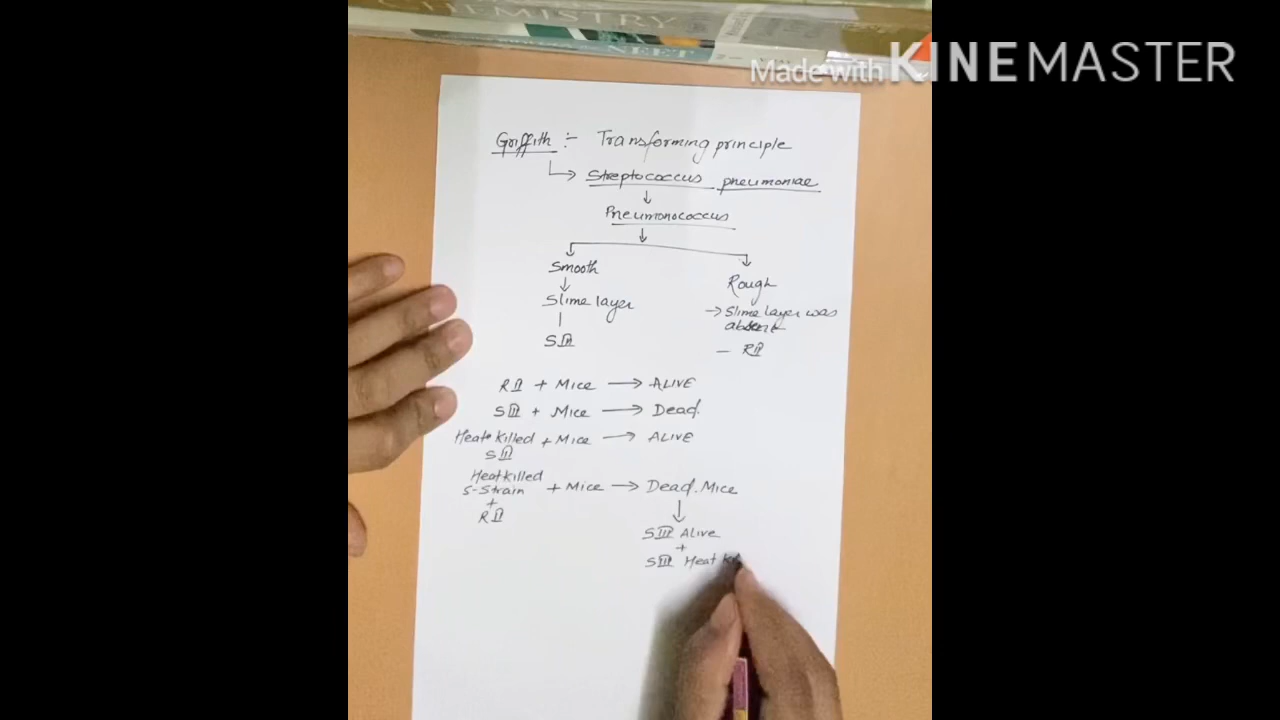 CHEMISTRY
NEET
Made with KINEMASTER
Griffith :- Transforming principle
Streptococcus pneumoniae
Pneumonococcus
Smooth
Rough
Slime layer
→ Slime layer was
absent
SIII
— RII
RII + Mice → ALIVE
SIII + Mice → Dead.
Heat Killed + Mice → ALIVE
SIII
Heat killed
S-Strain + Mice → Dead. Mice
+
RII
SIII Alive
+
SIII Heat